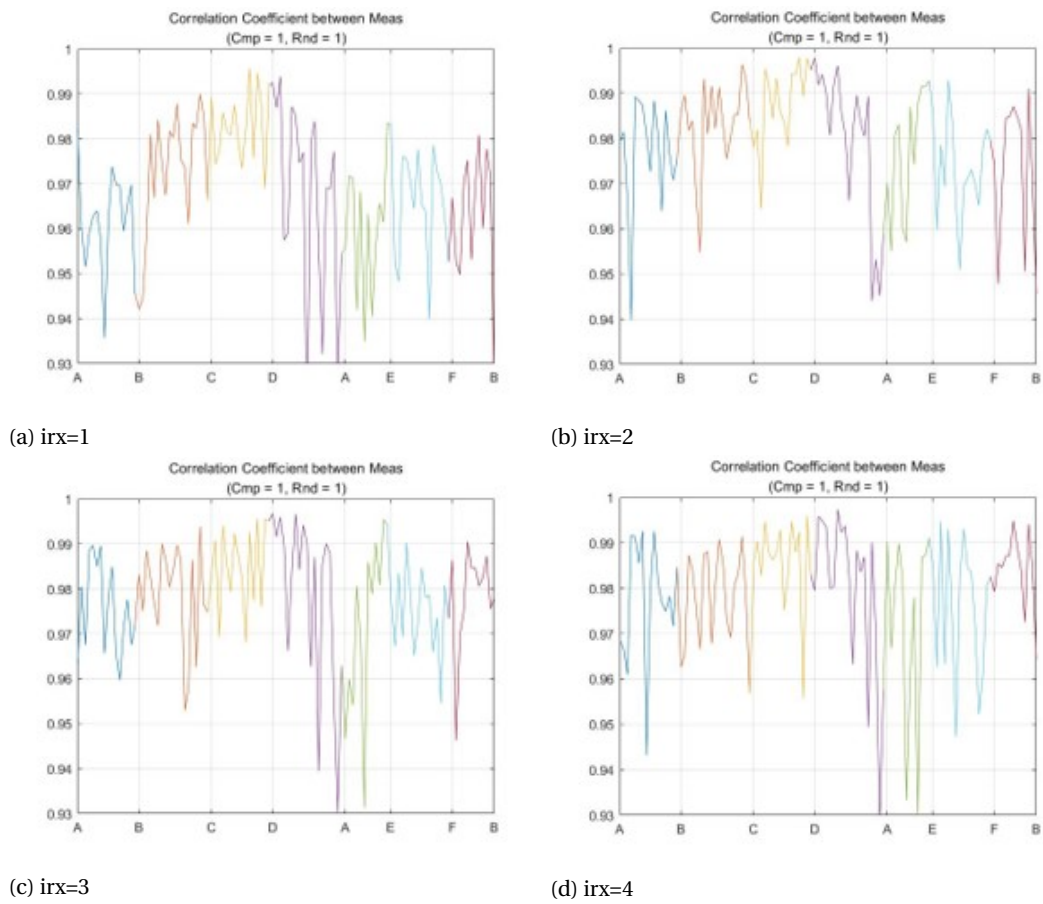 Correlation Coefficient between Meas
(Cmp = 1, Rnd = 1)
1
0.99
0.98
0.97
0.96
0.95
0.94
0.93
A B C D A E F B
(a) irx=1
Correlation Coefficient between Meas
(Cmp = 1, Rnd = 1)
1
0.99
0.98
0.97
0.96
0.95
0.94
0.93
A B C D A E F B
(b) irx=2
Correlation Coefficient between Meas
(Cmp = 1, Rnd = 1)
1
0.99
0.98
0.97
0.96
0.95
0.94
0.93
A B C D A E F B
(c) irx=3
Correlation Coefficient between Meas
(Cmp = 1, Rnd = 1)
1
0.99
0.98
0.97
0.96
0.95
0.94
0.93
A B C D A E F B
(d) irx=4